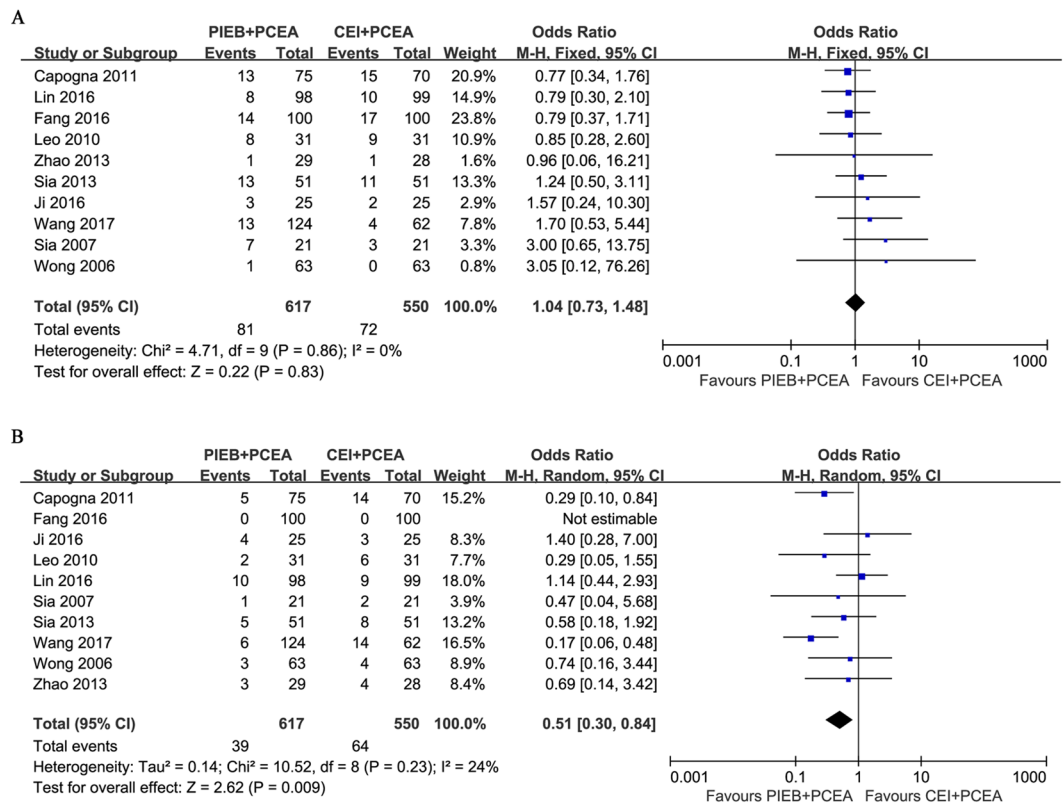 A
PIEB+PCEA CEI+PCEA Odds Ratio Odds Ratio
Study or Subgroup Events Total Events Total Weight M-H, Fixed, 95% CI M-H, Fixed, 95% CI
Capogna 2011 13 75 15 70 20.9% 0.77 [0.34, 1.76]
Lin 2016 8 98 10 99 14.9% 0.79 [0.30, 2.10]
Fang 2016 14 100 17 100 23.8% 0.79 [0.37, 1.71]
Leo 2010 8 31 9 31 10.9% 0.85 [0.28, 2.60]
Zhao 2013 1 29 1 28 1.6% 0.96 [0.06, 16.21]
Sia 2013 13 51 11 51 13.3% 1.24 [0.50, 3.11]
Ji 2016 3 25 2 25 2.9% 1.57 [0.24, 10.30]
Wang 2017 13 124 4 62 7.8% 1.70 [0.53, 5.44]
Sia 2007 7 21 3 21 3.3% 3.00 [0.65, 13.75]
Wong 2006 1 63 0 63 0.8% 3.05 [0.12, 76.26]
Total (95% CI) 617 550 100.0% 1.04 [0.73, 1.48]
Total events 81 72
Heterogeneity: Chi² = 4.71, df = 9 (P = 0.86); I² = 0%
Test for overall effect: Z = 0.22 (P = 0.83)
0.001 0.1 1 10 1000
Favours PIEB+PCEA Favours CEI+PCEA
B
PIEB+PCEA CEI+PCEA Odds Ratio Odds Ratio
Study or Subgroup Events Total Events Total Weight M-H, Random, 95% CI M-H, Random, 95% CI
Capogna 2011 5 75 14 70 15.2% 0.29 [0.10, 0.84]
Fang 2016 0 100 0 100 Not estimable
Ji 2016 4 25 3 25 8.3% 1.40 [0.28, 7.00]
Leo 2010 2 31 6 31 7.7% 0.29 [0.05, 1.55]
Lin 2016 10 98 9 99 18.0% 1.14 [0.44, 2.93]
Sia 2007 1 21 2 21 3.9% 0.47 [0.04, 5.68]
Sia 2013 5 51 8 51 13.2% 0.58 [0.18, 1.92]
Wang 2017 6 124 14 62 16.5% 0.17 [0.06, 0.48]
Wong 2006 3 63 4 63 8.9% 0.74 [0.16, 3.44]
Zhao 2013 3 29 4 28 8.4% 0.69 [0.14, 3.42]
Total (95% CI) 617 550 100.0% 0.51 [0.30, 0.84]
Total events 39 64
Heterogeneity: Tau² = 0.14; Chi² = 10.52, df = 8 (P = 0.23); I² = 24%
Test for overall effect: Z = 2.62 (P = 0.009)
0.001 0.1 1 10 1000
Favours PIEB+PCEA Favours CEI+PCEA